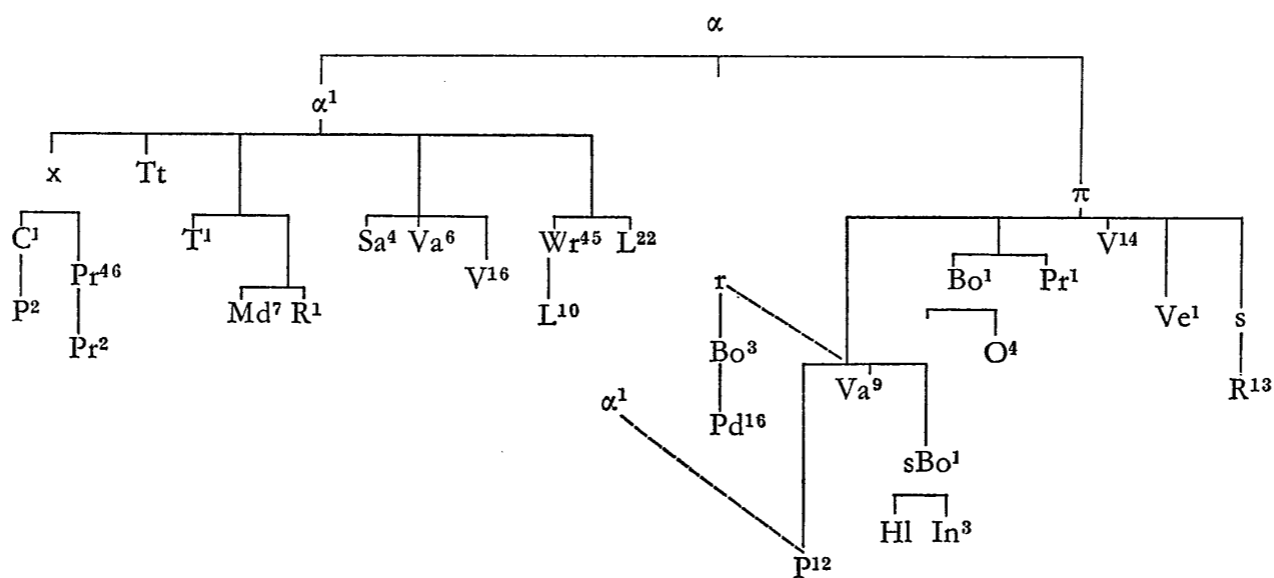 α
α¹
x Tt
π
C¹ T¹ Sa⁴ Va⁶ Wr⁴⁵ L²² V¹⁴
Pr⁴⁶ V¹⁶ Bo¹ Pr¹
r
P² Md⁷ R¹ L¹⁰ Ve¹ s
Pr² Bo³ O⁴
Va⁹ R¹³
α¹
Pd¹⁶
sBo¹
Hl In³
P¹²